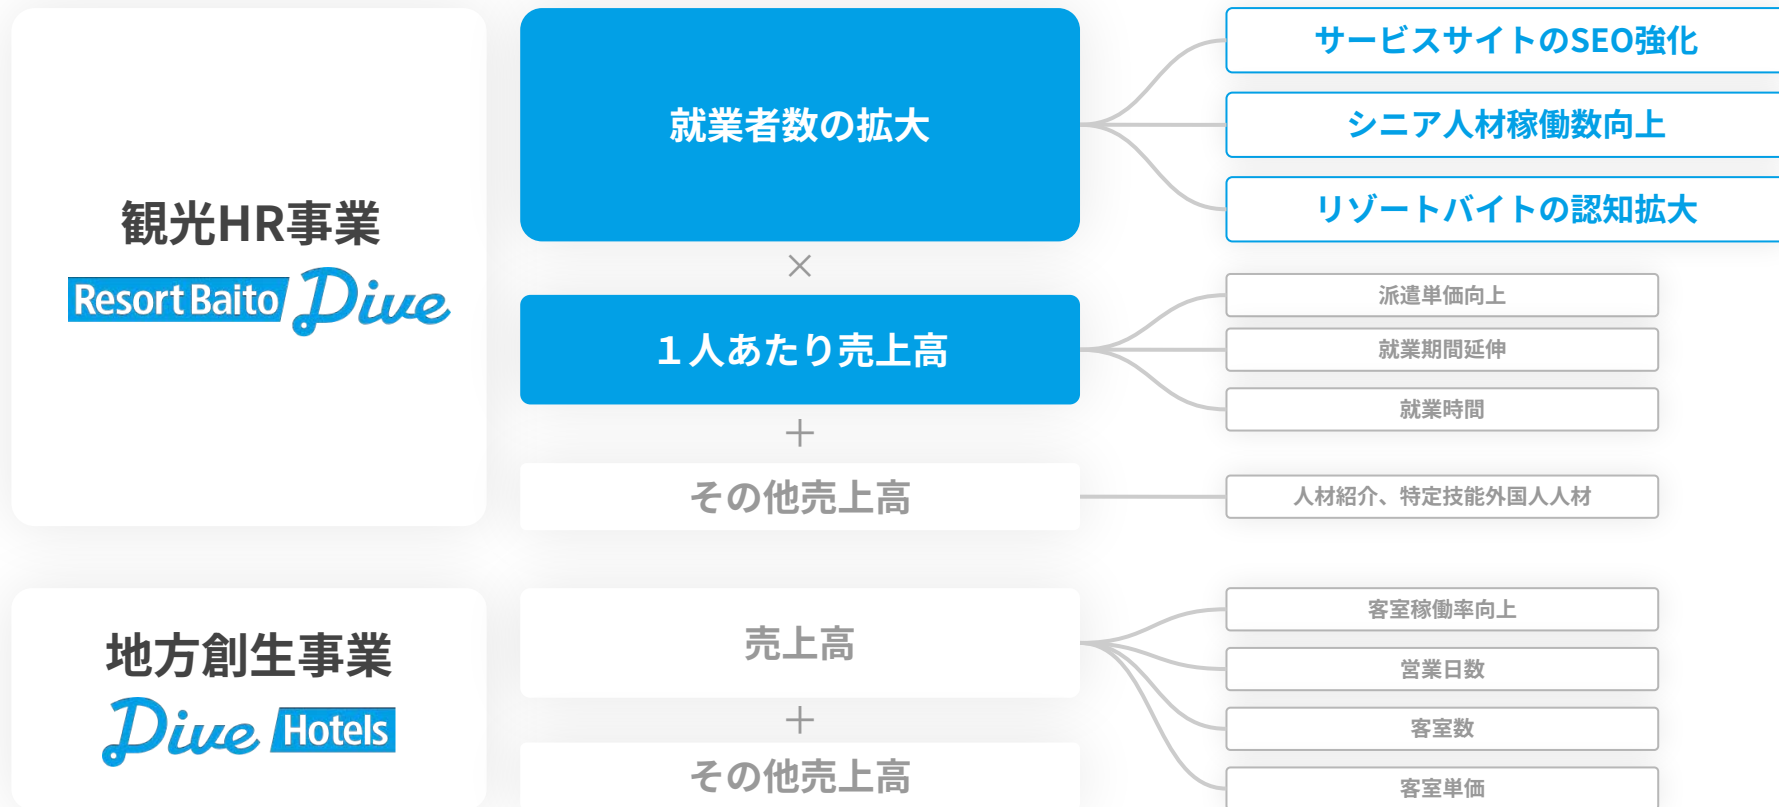 観光HR事業
Resort Baito Dive
就業者数の拡大
サービスサイトのSEO強化
シニア人材稼働数向上
リゾートバイトの認知拡大
×
１人あたり売上高
派遣単価向上
就業期間延伸
就業時間
＋
その他売上高
人材紹介、特定技能外国人人材
地方創生事業
Dive Hotels
売上高
客室稼働率向上
営業日数
客室数
客室単価
＋
その他売上高